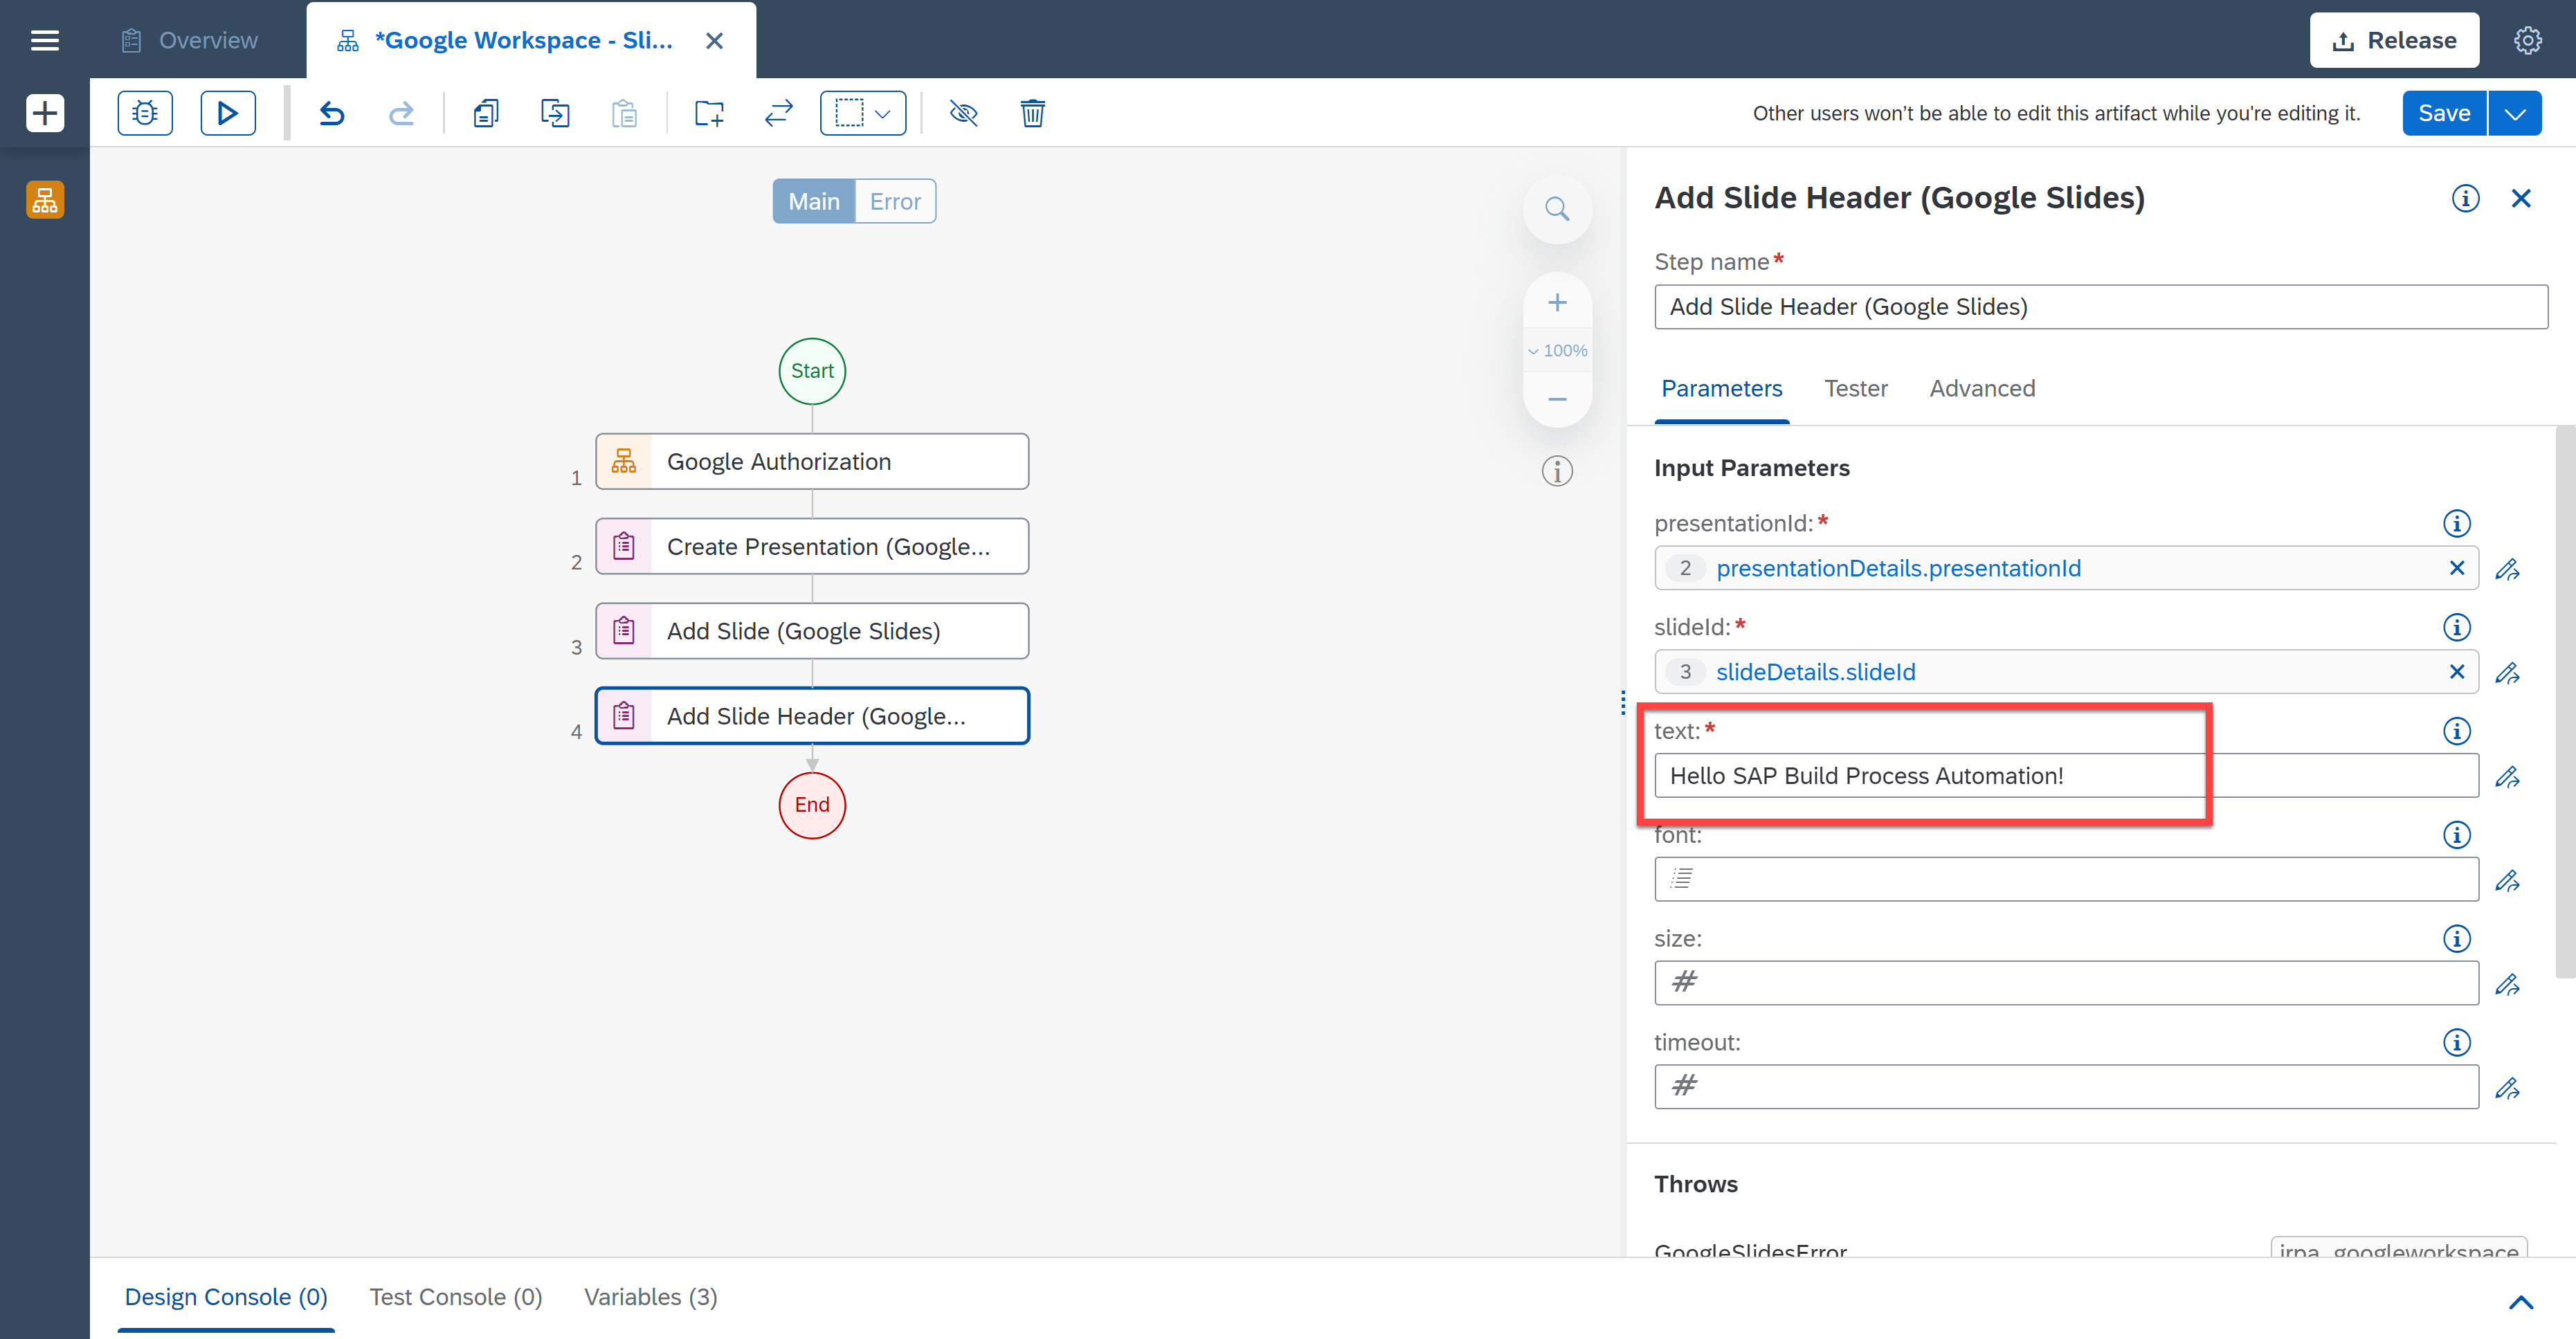 Overview
*Google Workspace - Sli...
Release
Other users won't be able to edit this artifact while you're editing it.
Save
Main
Error
100%
Start
1
Google Authorization
2
Create Presentation (Google...
3
Add Slide (Google Slides)
4
Add Slide Header (Google...
End
Add Slide Header (Google Slides)
Step name*
Add Slide Header (Google Slides)
Parameters
Tester
Advanced
Input Parameters
presentationId:*
2 presentationDetails.presentationId
slideId:*
3 slideDetails.slideId
text:*
Hello SAP Build Process Automation!
font:
size:
#
timeout:
#
Throws
GoogleSlidesError
irpa_googleworkspace
Design Console (0)
Test Console (0)
Variables (3)